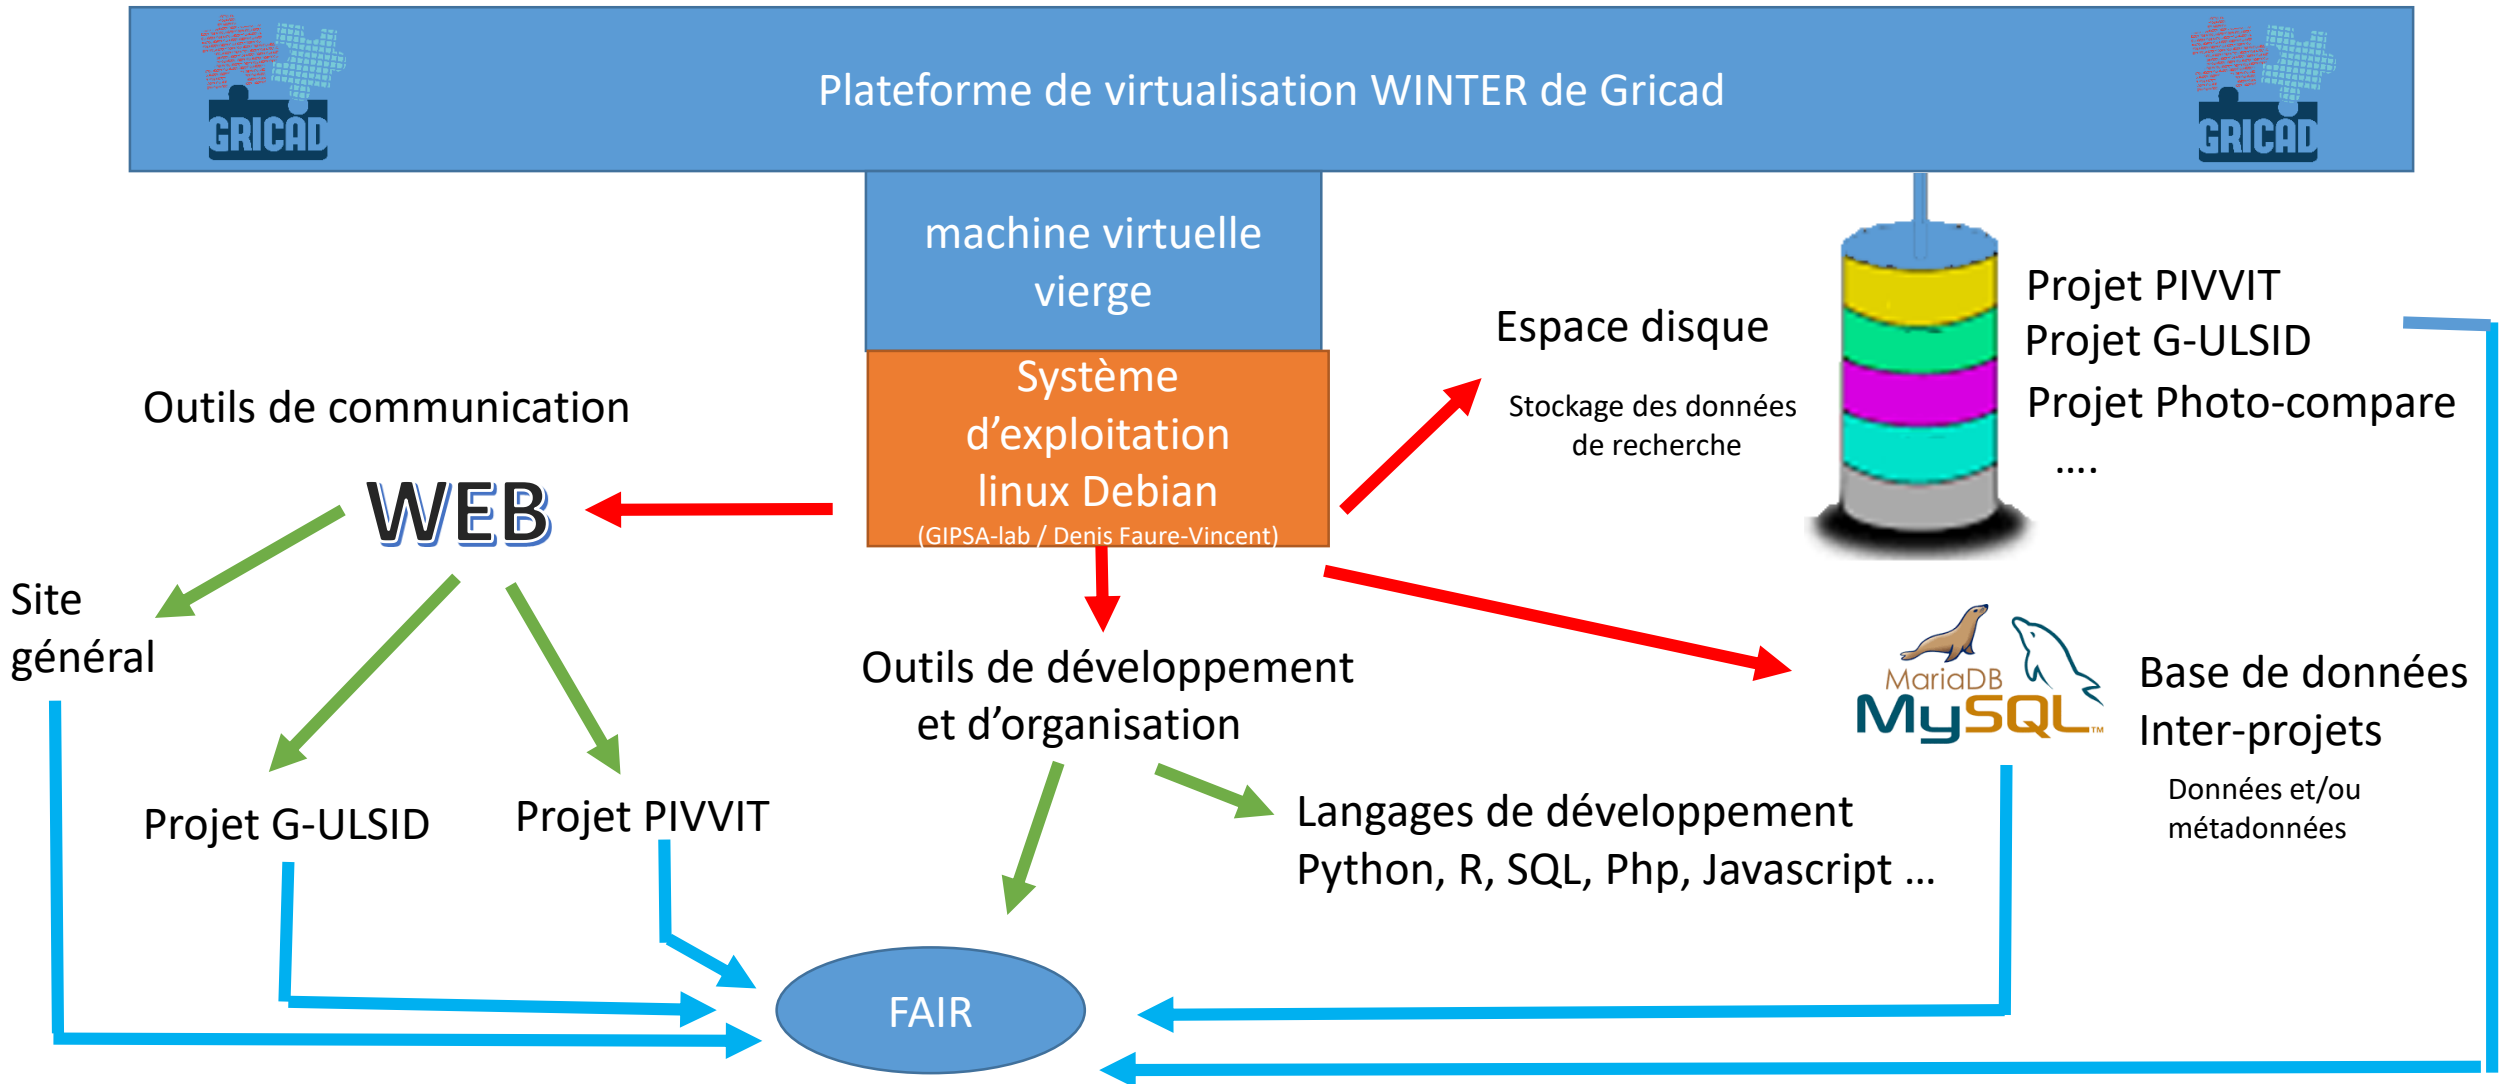 GRICAD
Plateforme de virtualisation WINTER de Gricad
GRICAD
machine virtuelle
vierge
Système
d’exploitation
linux Debian
(GIPSA-lab / Denis Faure-Vincent)
Espace disque
Stockage des données
de recherche
Projet PIVVIT
Projet G-ULSID
Projet Photo-compare
....
Outils de communication
WEB
Site
général
Projet G-ULSID
Projet PIVVIT
Outils de développement
et d’organisation
Langages de développement
Python, R, SQL, Php, Javascript ...
MariaDB
MySQL™
Base de données
Inter-projets
Données et/ou
métadonnées
FAIR